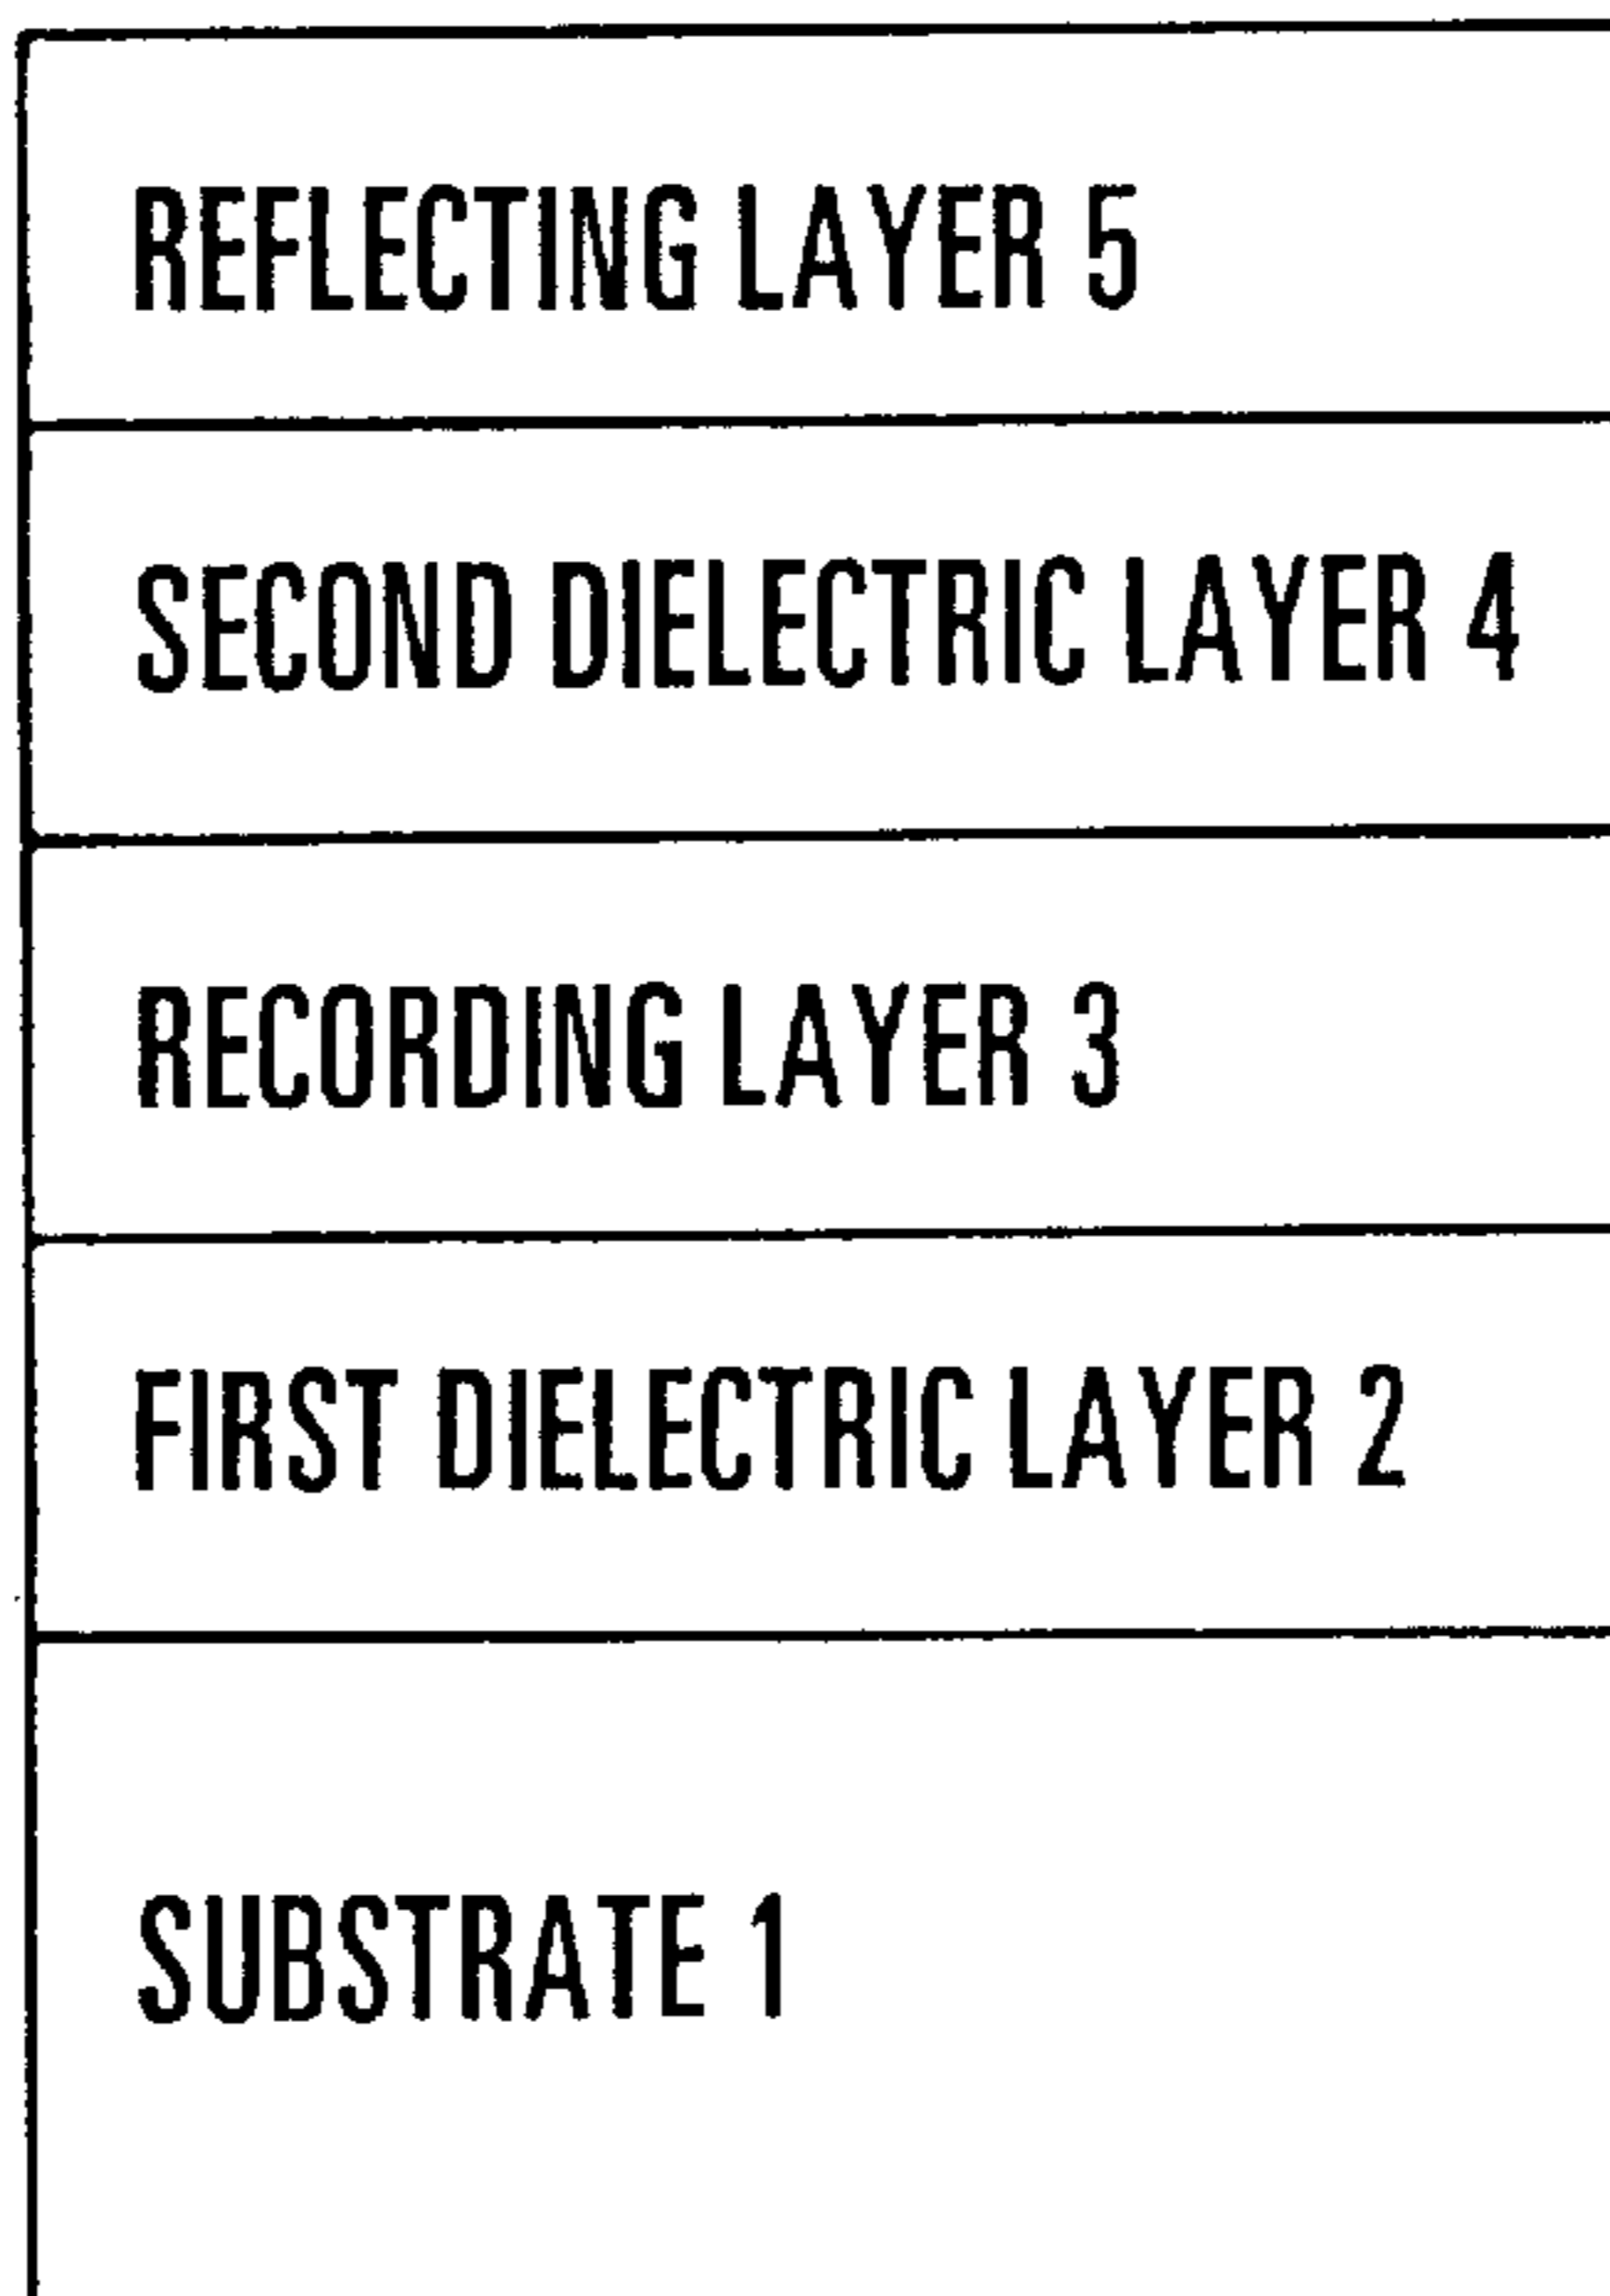 REFLECTING LAYER 5
SECOND DIELECTRIC LAYER 4
RECORDING LAYER 3
FIRST DIELECTRIC LAYER 2
SUBSTRATE 1